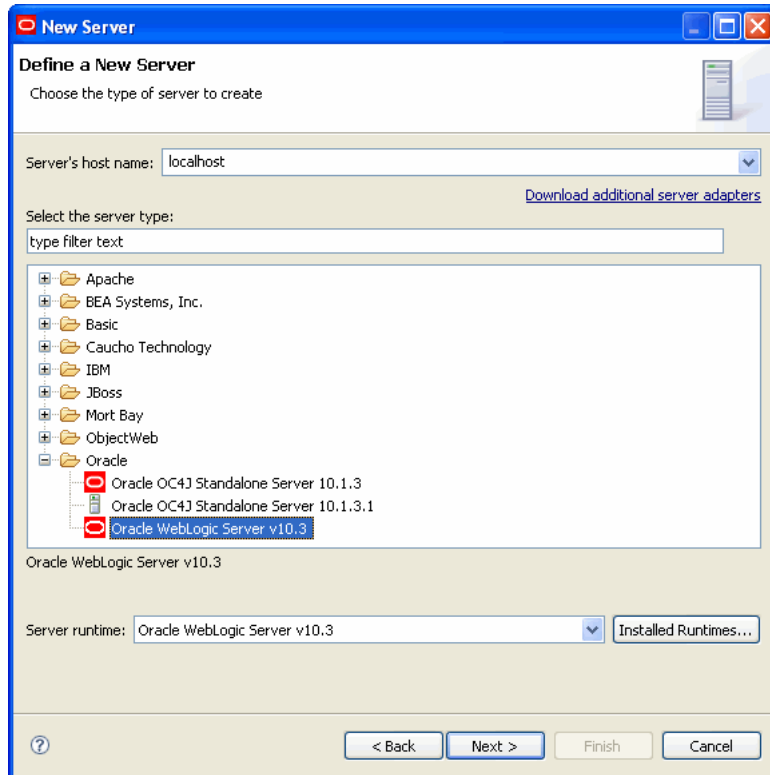 New Server
Define a New Server
Choose the type of server to create
Server's host name: localhost
Download additional server adapters
Select the server type:
type filter text
Apache
BEA Systems, Inc.
Basic
Caucho Technology
IBM
JBoss
Mort Bay
ObjectWeb
Oracle
Oracle OC4J Standalone Server 10.1.3
Oracle OC4J Standalone Server 10.1.3.1
Oracle WebLogic Server v10.3
Oracle WebLogic Server v10.3
Server runtime: Oracle WebLogic Server v10.3 Installed Runtimes...
? < Back Next > Finish Cancel